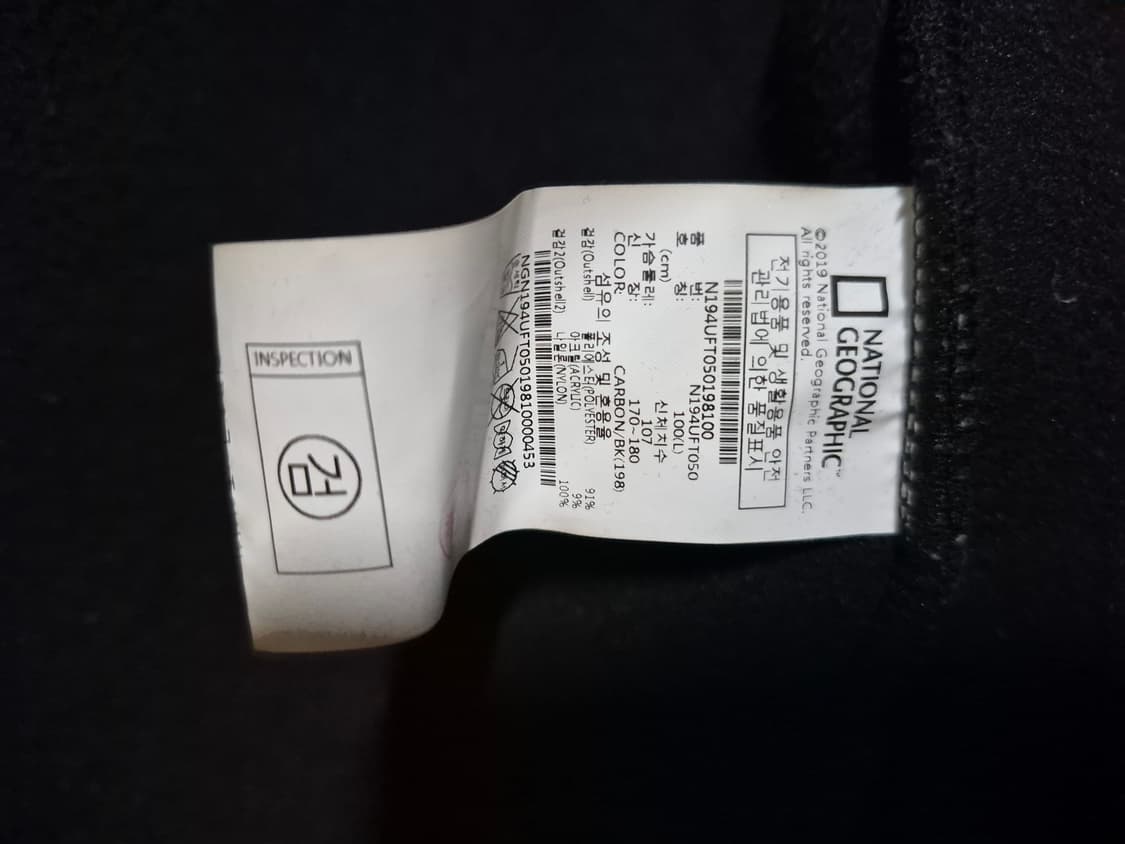 NATIONAL
GEOGRAPHIC™
©2019 National Geographic Partners LLC.
All rights reserved.
전기용품 및 생활용품 안전
관리법에 의한 품질표시
N194UFT050198100
품 번: N194UFT050
호 칭: 100(L)
(cm) 신체치수
가슴둘레: 107
신 장: 170~180
COLOR: CARBON/BK(198)
섬유의 조성 및 혼용율
겉감(Outshell) 폴리에스터(POLYESTER) 91%
아크릴(ACRYLIC) 9%
겉감2(Outshell2) 나일론(NYLON) 100%
NGN194UFT05019810000453
INSPECTION
검